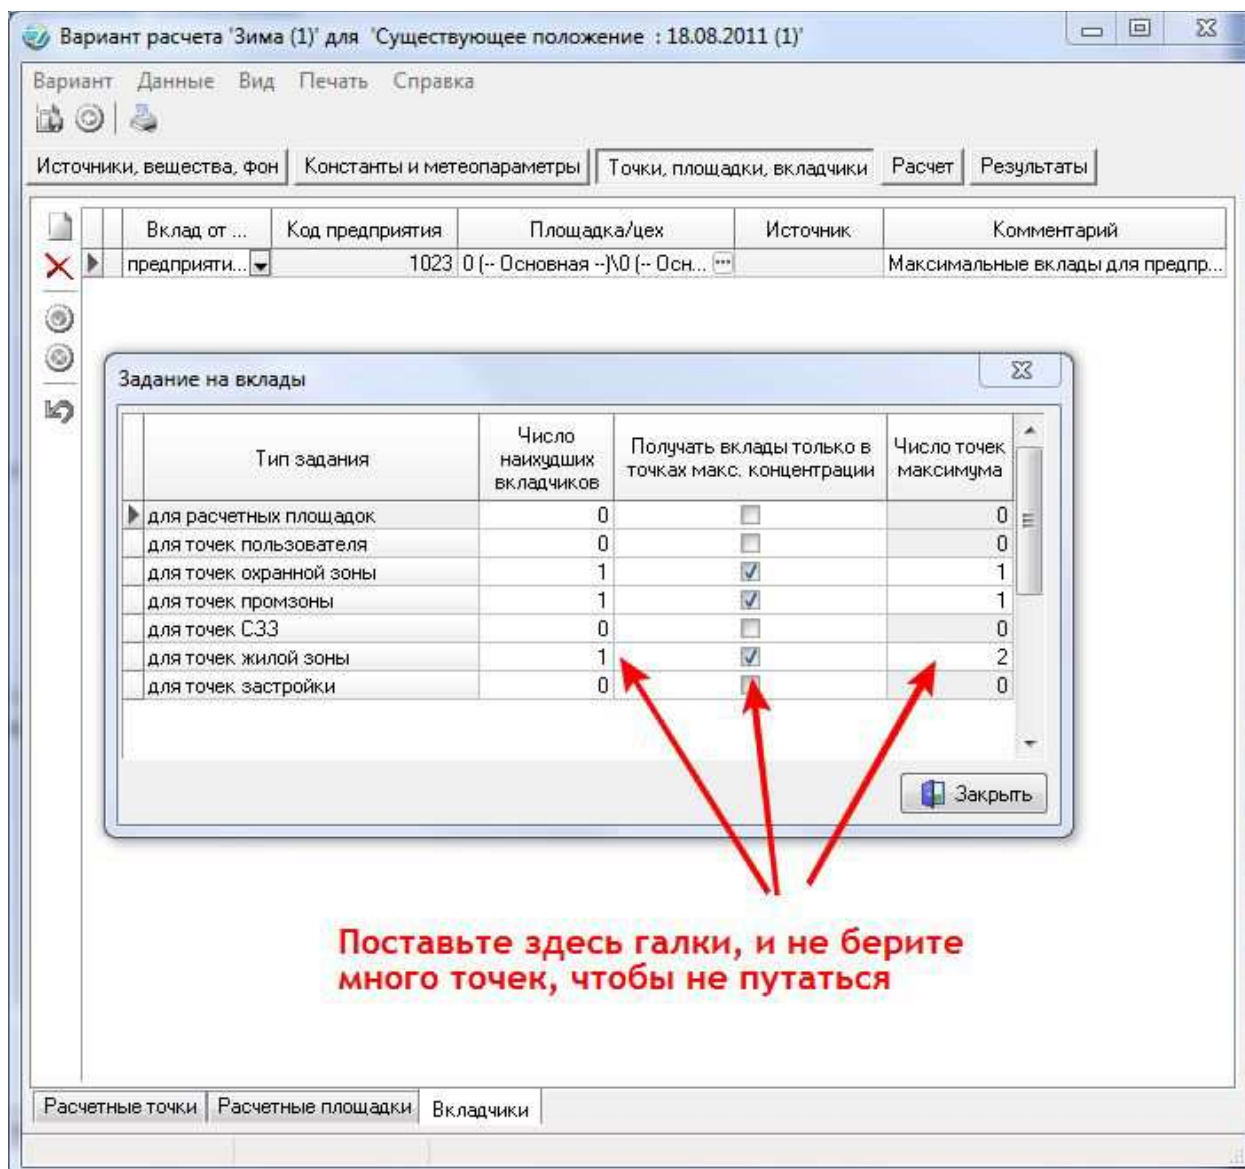 Вариант расчета 'Зима (1)' для 'Существующее положение : 18.08.2011 (1)'
Вариант Данные Вид Печать Справка
Источники, вещества, фон Константы и метеопараметры Точки, площадки, вкладчики Расчет Результаты
Вклад от ... Код предприятия Площадка/цех Источник Комментарий
предприяти... 1023 0 (-- Основная --)\0 (-- Осн... Максимальные вклады для предпр...
Задание на вклады
Тип задания Число наихудших вкладчиков Получать вклады только в точках макс. концентрации Число точек максимума
для расчетных площадок 0 0
для точек пользователя 0 0
для точек охранной зоны 1 1
для точек промзоны 1 1
для точек СЗЗ 0 0
для точек жилой зоны 1 2
для точек застройки 0 0
Закрыть
Поставьте здесь галки, и не берите
много точек, чтобы не путаться
Расчетные точки Расчетные площадки Вкладчики